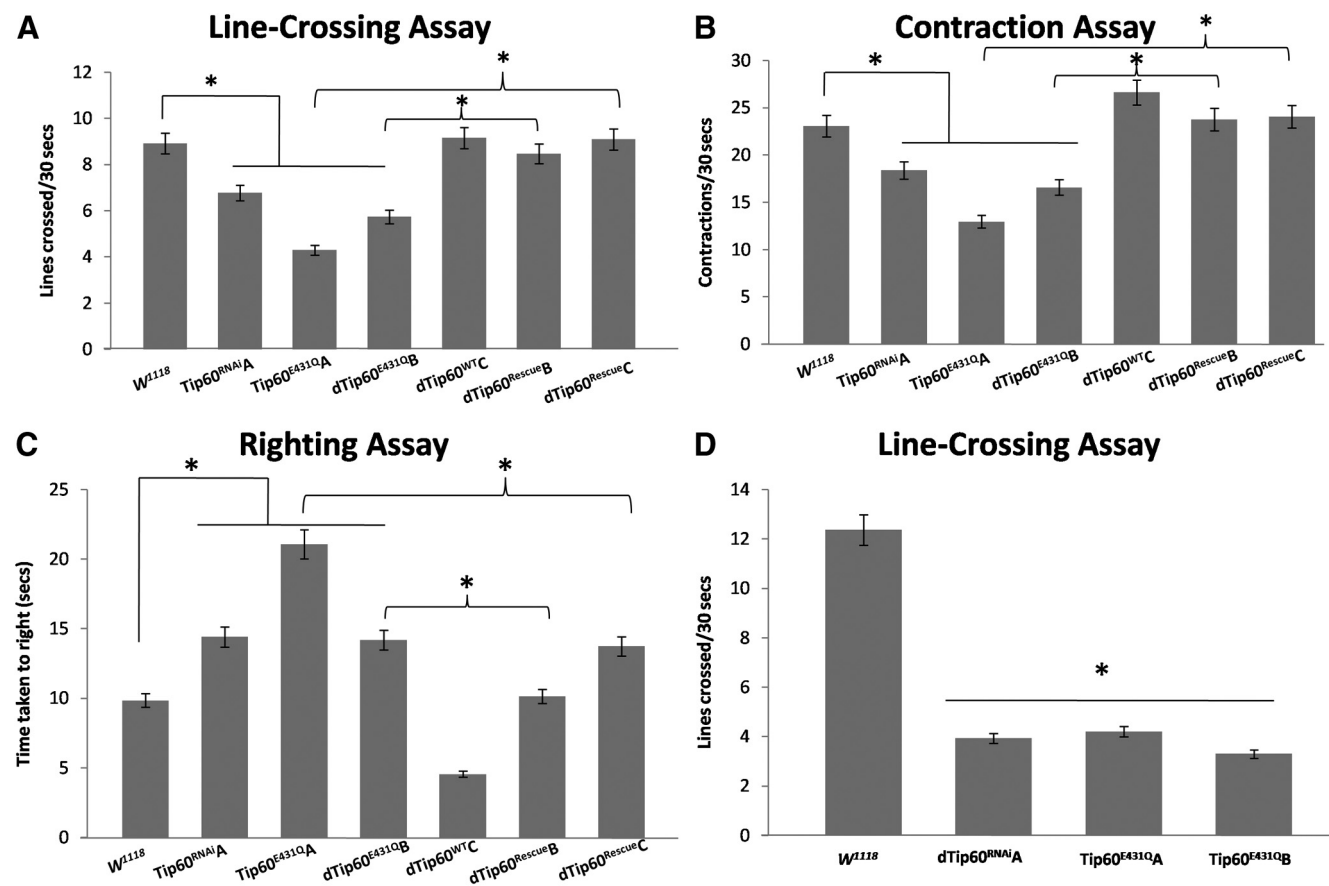 A
Line-Crossing Assay
Lines crossed/30 secs
12
10
8
6
4
2
0
*
*
*
W1118
Tip60RNAiA
Tip60E431QA
dTip60E431QB
dTip60WTC
dTip60RescueB
dTip60RescueC
B
Contraction Assay
Contractions/30 secs
30
25
20
15
10
5
0
*
*
*
W1118
Tip60RNAiA
Tip60E431QA
dTip60E431QB
dTip60WTC
dTip60RescueB
dTip60RescueC
C
Righting Assay
Time taken to right (secs)
25
20
15
10
5
0
*
*
*
W1118
Tip60RNAiA
Tip60E431QA
dTip60E431QB
dTip60WTC
dTip60RescueB
dTip60RescueC
D
Line-Crossing Assay
Lines crossed/30 secs
14
12
10
8
6
4
2
0
*
W1118
dTip60RNAiA
Tip60E431QA
Tip60E431QB